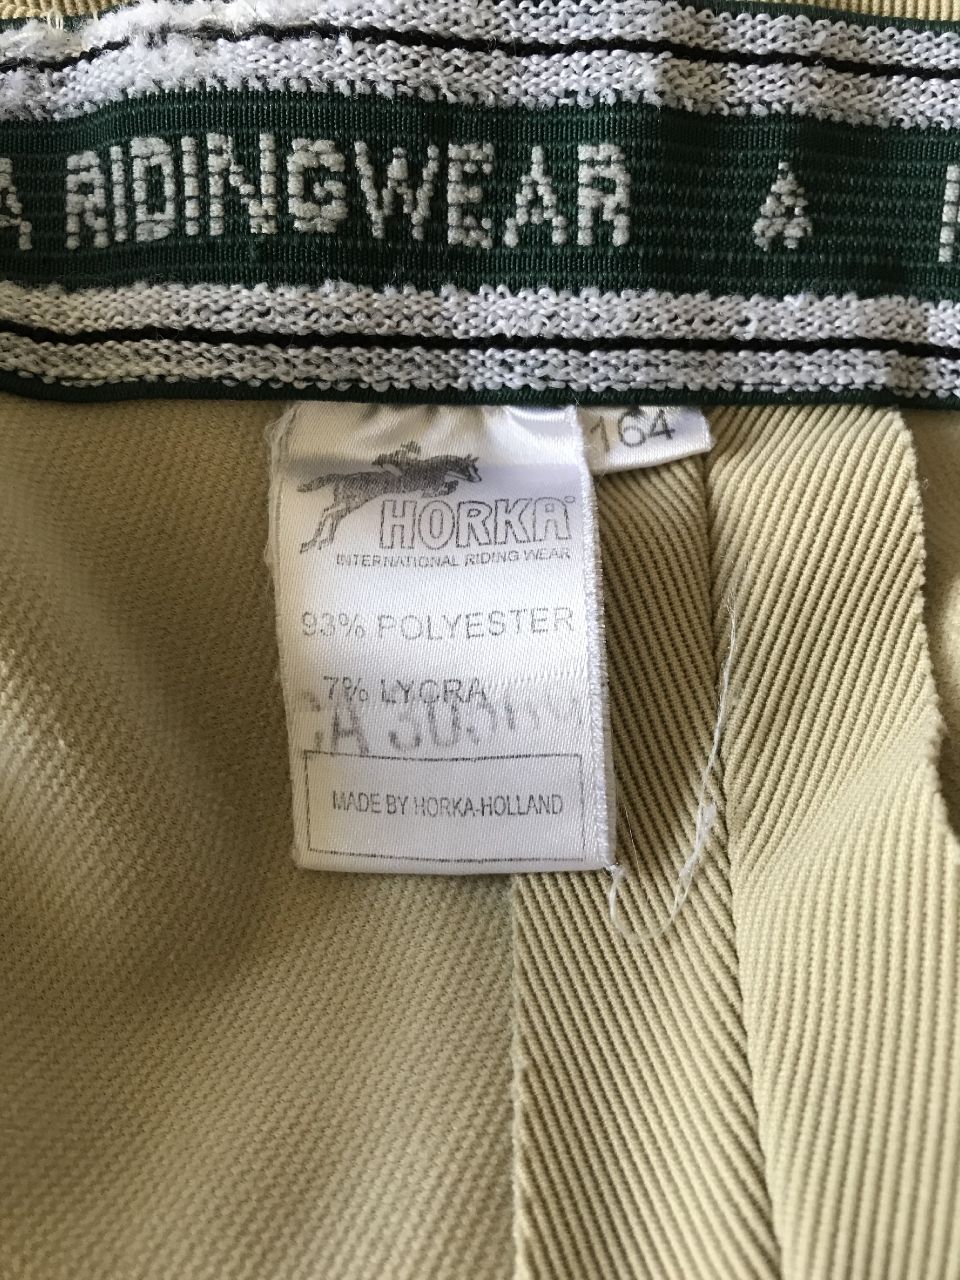 RIDINGWEAR
164
HORKA
INTERNATIONAL RIDING WEAR
93% POLYESTER
7% LYCRA
MADE BY HORKA-HOLLAND